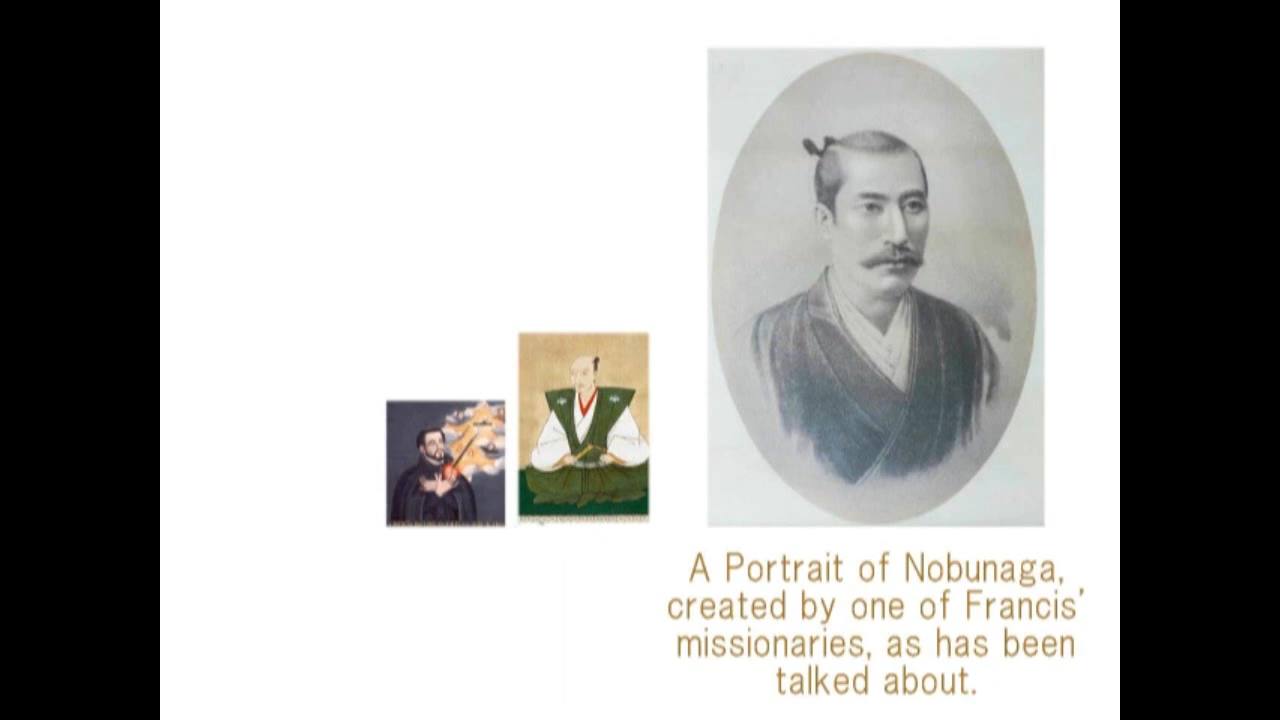 A Portrait of Nobunaga,
created by one of Francis’
missionaries, as has been
talked about.